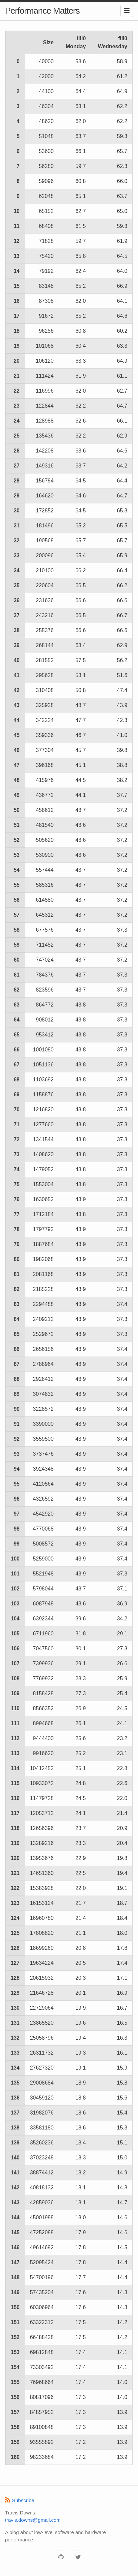 Performance Matters
Size fill0 Monday fill0 Wednesday
0 40000 58.6 58.9
1 42000 64.2 61.2
2 44100 64.4 64.9
3 46304 63.1 62.2
4 48620 62.0 62.2
5 51048 63.7 59.3
6 53600 66.1 65.7
7 56280 59.7 62.3
8 59096 60.8 66.0
9 62048 65.1 63.7
10 65152 62.7 65.0
11 68408 61.5 59.3
12 71828 59.7 61.9
13 75420 65.8 64.5
14 79192 62.4 64.0
15 83148 65.2 66.9
16 87308 62.0 64.1
17 91672 65.2 64.6
18 96256 60.8 60.2
19 101068 60.4 63.3
20 106120 63.3 64.9
21 111424 61.9 61.1
22 116996 62.0 62.7
23 122844 62.2 64.7
24 128988 62.6 66.1
25 135436 62.2 62.9
26 142208 63.6 64.6
27 149316 63.7 64.2
28 156784 64.5 64.4
29 164620 64.6 64.7
30 172852 64.5 65.3
31 181496 65.2 65.5
32 190568 65.7 65.7
33 200096 65.4 65.9
34 210100 66.2 66.4
35 220604 66.5 66.2
36 231636 66.6 66.6
37 243216 66.5 66.7
38 255376 66.6 66.6
39 268144 63.4 62.9
40 281552 57.5 56.2
41 295628 53.1 51.6
42 310408 50.8 47.4
43 325928 48.7 43.9
44 342224 47.7 42.3
45 359336 46.7 41.0
46 377304 45.7 39.8
47 396168 45.1 38.8
48 415976 44.5 38.2
49 436772 44.1 37.7
50 458612 43.7 37.2
51 481540 43.6 37.2
52 505620 43.6 37.2
53 530900 43.6 37.2
54 557444 43.7 37.2
55 585316 43.7 37.2
56 614580 43.7 37.2
57 645312 43.7 37.2
58 677576 43.7 37.3
59 711452 43.7 37.2
60 747024 43.7 37.2
61 784376 43.7 37.3
62 823596 43.7 37.3
63 864772 43.8 37.3
64 908012 43.8 37.3
65 953412 43.8 37.3
66 1001080 43.8 37.3
67 1051136 43.8 37.3
68 1103692 43.8 37.3
69 1158876 43.8 37.3
70 1216820 43.8 37.3
71 1277660 43.8 37.3
72 1341544 43.8 37.3
73 1408620 43.8 37.3
74 1479052 43.8 37.3
75 1553004 43.8 37.3
76 1630652 43.9 37.3
77 1712184 43.8 37.3
78 1797792 43.9 37.3
79 1887684 43.8 37.3
80 1982068 43.9 37.3
81 2081168 43.9 37.3
82 2185228 43.9 37.3
83 2294488 43.9 37.4
84 2409212 43.9 37.3
85 2529672 43.9 37.3
86 2656156 43.9 37.4
87 2788964 43.9 37.4
88 2928412 43.9 37.4
89 3074832 43.9 37.4
90 3228572 43.9 37.4
91 3390000 43.9 37.4
92 3559500 43.9 37.4
93 3737476 43.9 37.4
94 3924348 43.9 37.4
95 4120564 43.9 37.4
96 4326592 43.9 37.4
97 4542920 43.9 37.4
98 4770068 43.9 37.4
99 5008572 43.9 37.4
100 5259000 43.9 37.4
101 5521948 43.9 37.3
102 5798044 43.7 37.1
103 6087948 43.6 36.9
104 6392344 39.6 34.2
105 6711960 31.8 29.1
106 7047560 30.1 27.3
107 7399936 29.1 26.6
108 7769932 28.3 25.9
109 8158428 27.3 25.4
110 8566352 26.9 24.5
111 8994668 26.1 24.1
112 9444400 25.6 23.2
113 9916620 25.2 23.1
114 10412452 25.1 22.8
115 10933072 24.8 22.6
116 11479728 24.5 22.0
117 12053712 24.1 21.4
118 12656396 23.7 20.9
119 13289216 23.3 20.4
120 13953676 22.9 19.8
121 14651360 22.5 19.4
122 15383928 22.0 19.1
123 16153124 21.7 18.7
124 16960780 21.4 18.4
125 17808820 21.1 18.0
126 18699260 20.8 17.8
127 19634224 20.5 17.4
128 20615932 20.3 17.1
129 21646728 20.1 16.9
130 22729064 19.9 16.7
131 23865520 19.6 16.5
132 25058796 19.4 16.3
133 26311732 19.3 16.1
134 27627320 19.1 15.9
135 29008684 18.9 15.8
136 30459120 18.8 15.6
137 31982076 18.6 15.4
138 33581180 18.6 15.3
139 35260236 18.4 15.1
140 37023248 18.3 15.0
141 38874412 18.2 14.9
142 40818132 18.1 14.8
143 42859036 18.1 14.7
144 45001988 18.0 14.6
145 47252088 17.9 14.6
146 49614692 17.8 14.5
147 52095424 17.8 14.4
148 54700196 17.7 14.4
149 57435204 17.6 14.3
150 60306964 17.6 14.3
151 63322312 17.5 14.2
152 66488428 17.5 14.2
153 69812848 17.4 14.1
154 73303492 17.4 14.1
155 76968664 17.4 14.0
156 80817096 17.3 14.0
157 84857952 17.3 13.9
158 89100848 17.3 13.9
159 93555892 17.2 13.9
160 98233684 17.2 13.9
Subscribe
Travis Downs
travis.downs@gmail.com
A blog about low-level software and hardware
performance.